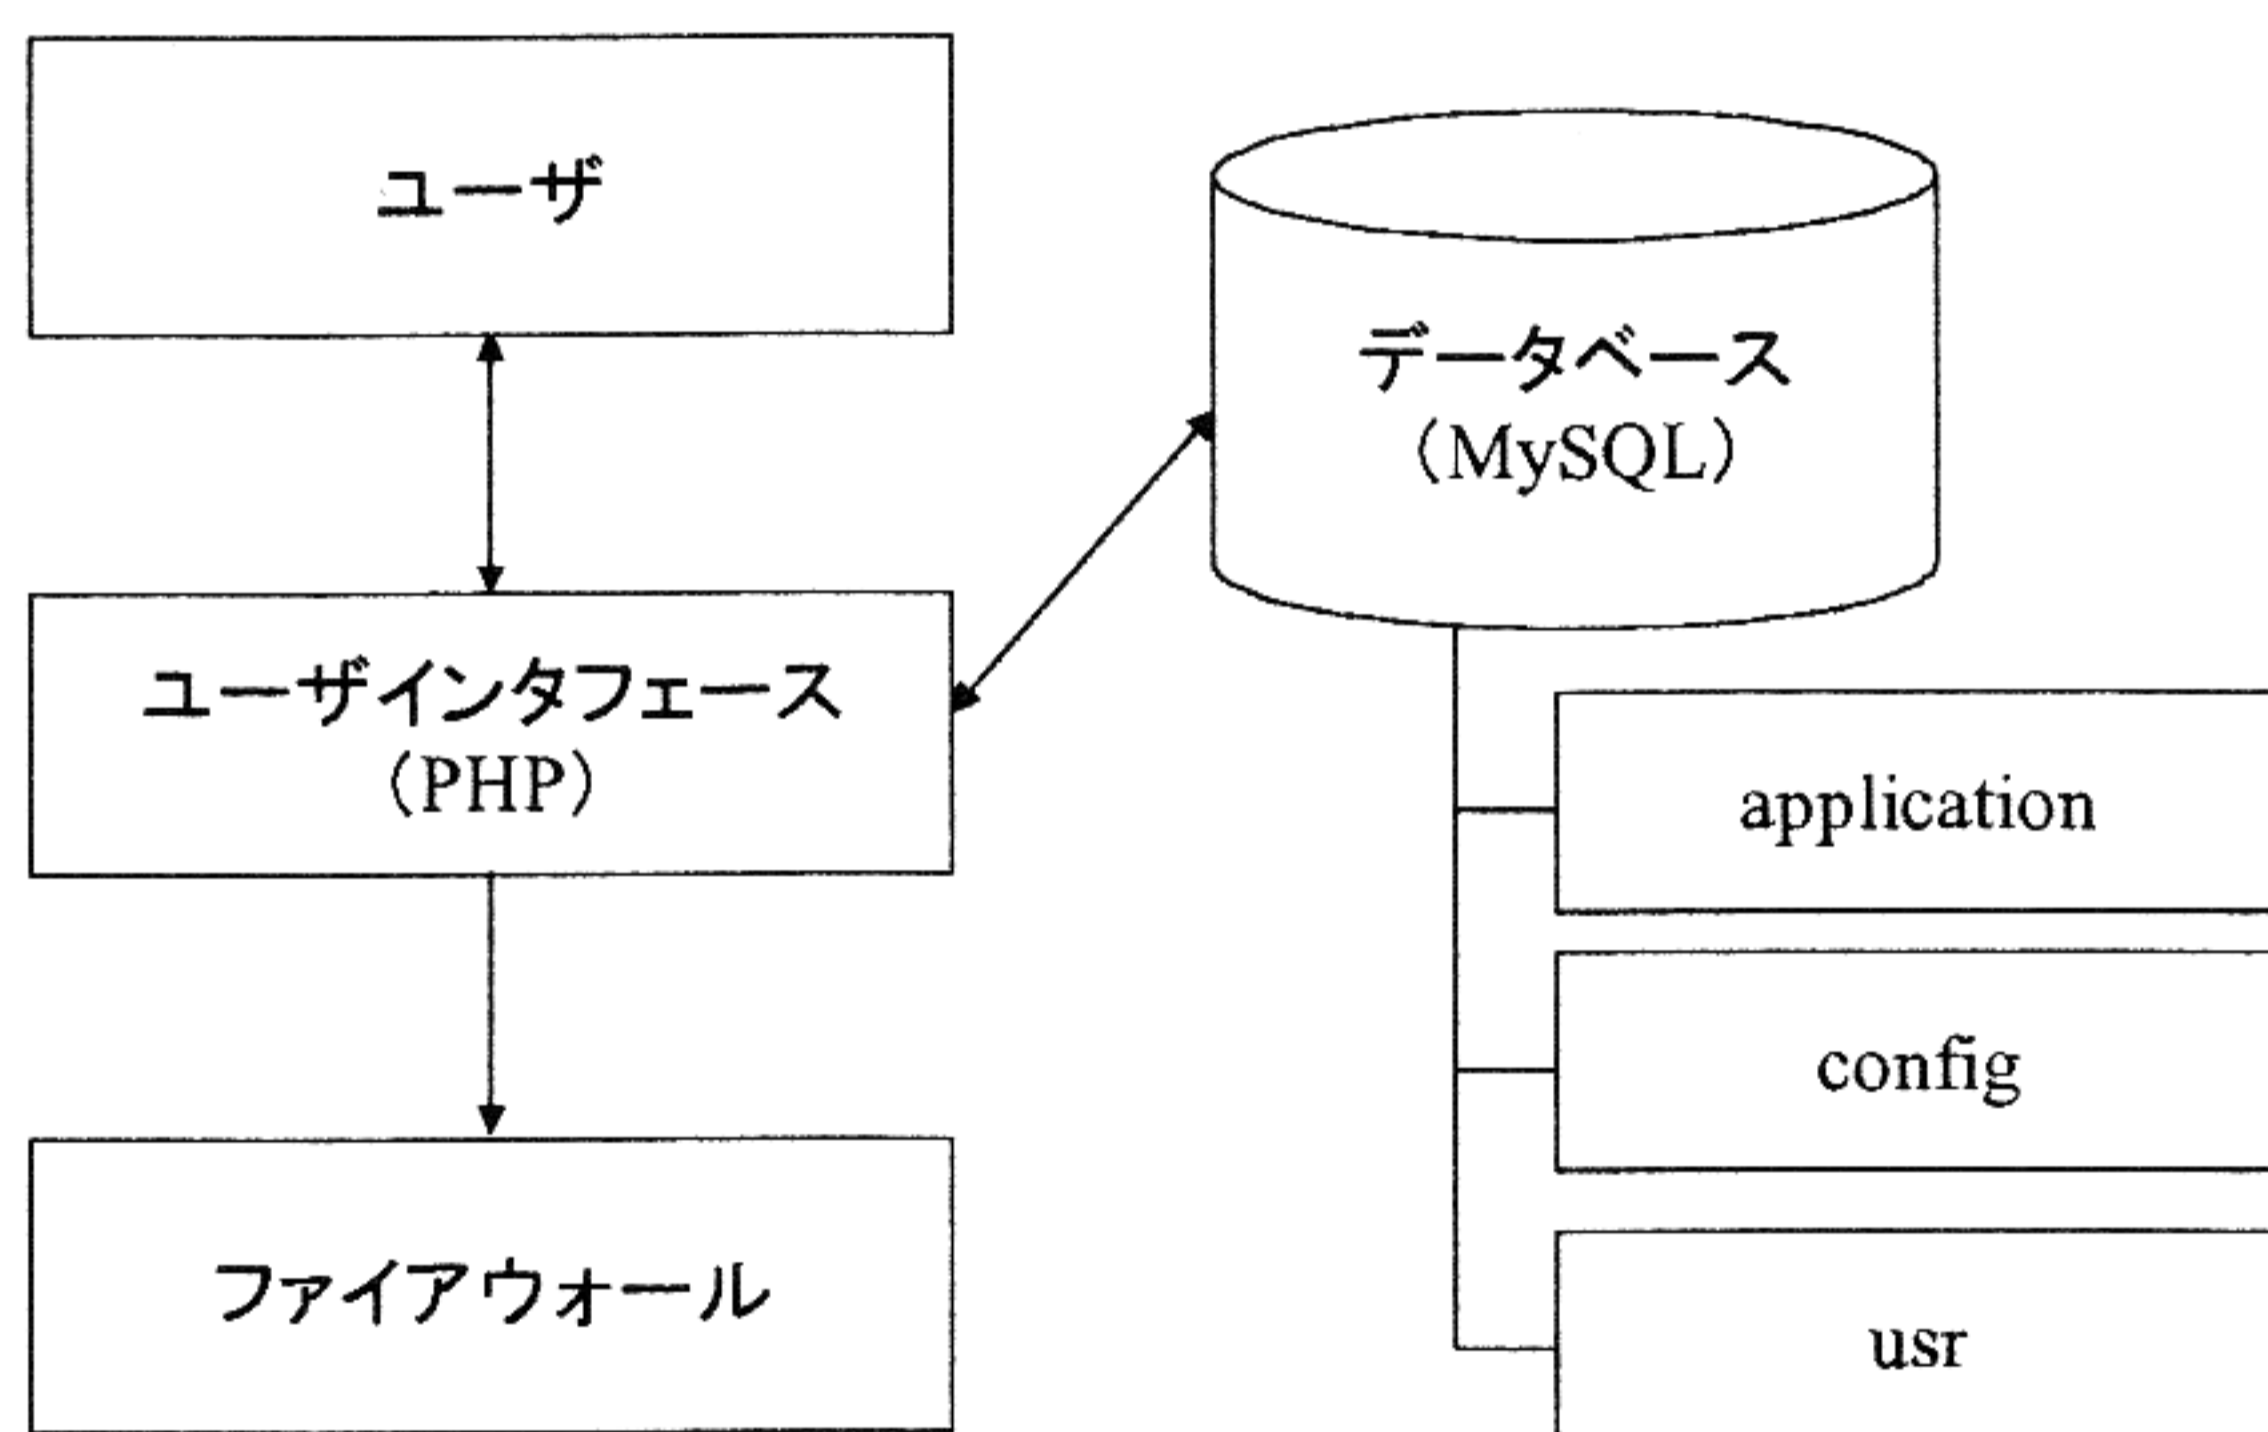 ユーザ
データベース
(MySQL)
ユーザインタフェース
(PHP)
application
config
ファイアウォール
usr